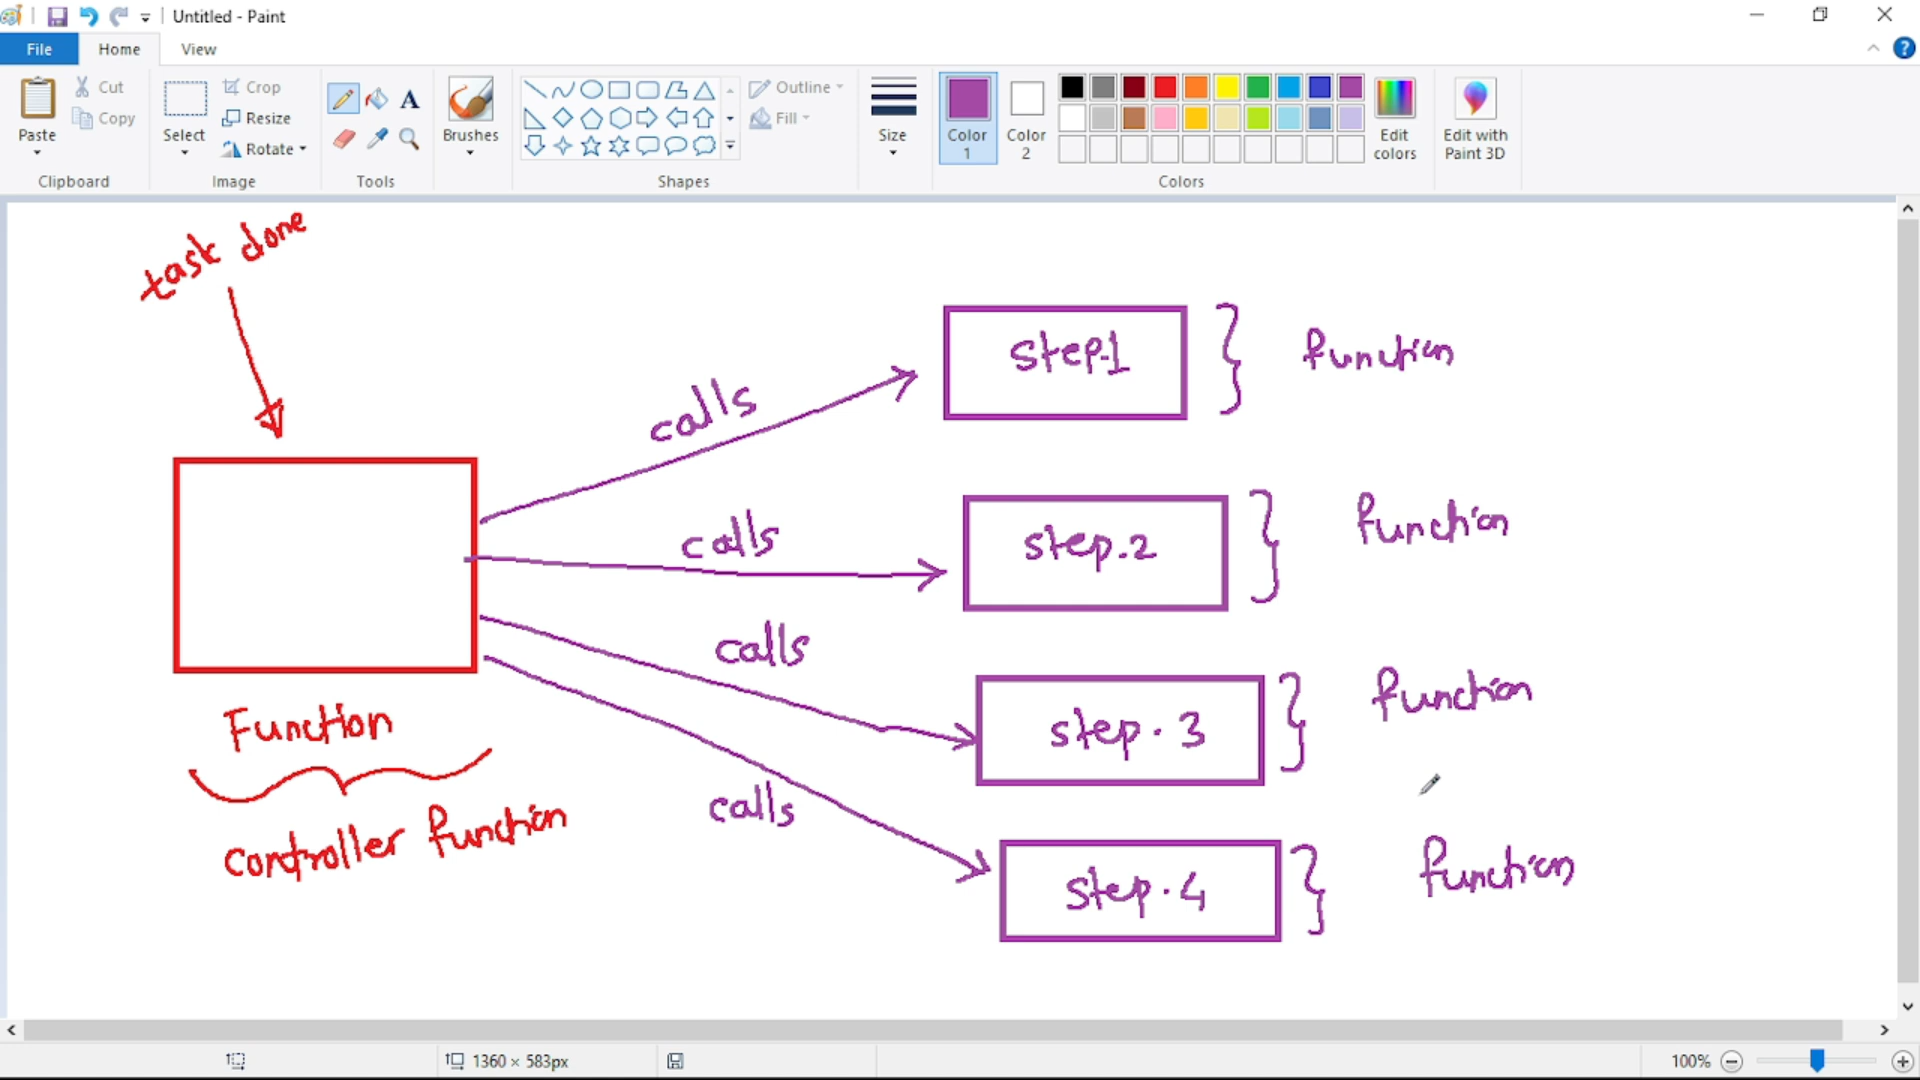 Untitled - Paint
File Home View
Paste
Cut
Copy
Clipboard
Select
Crop
Resize
Rotate
Image
Tools
Brushes
Shapes
Outline
Fill
Size
Color 1
Color 2
Edit colors
Edit with Paint 3D
Colors
task done
calls
step-1
function
calls
step.2
function
calls
step.3
function
calls
step.4
function
Function
controller function
1360 × 583px
100%